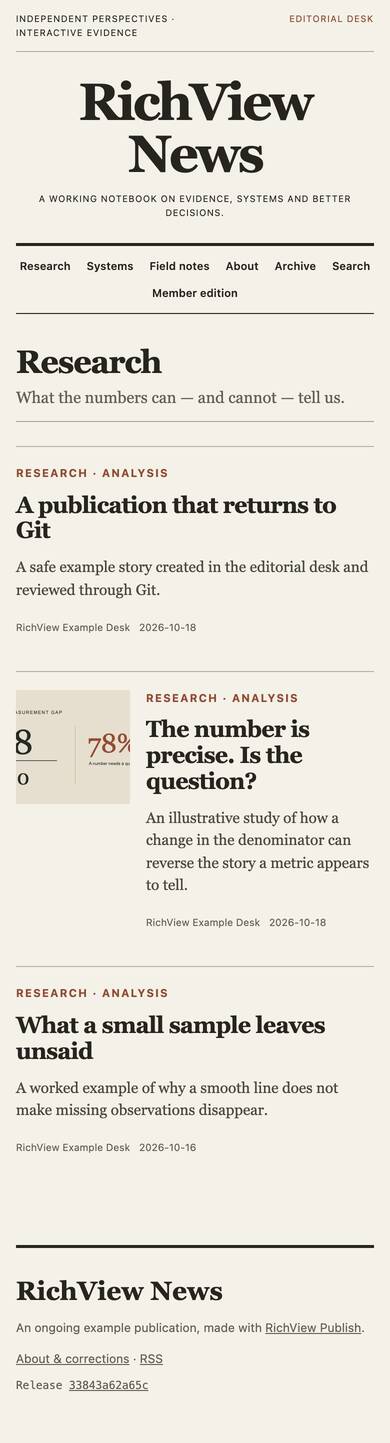 INDEPENDENT PERSPECTIVES ·
INTERACTIVE EVIDENCE
EDITORIAL DESK
RichView
News
A WORKING NOTEBOOK ON EVIDENCE, SYSTEMS AND BETTER
DECISIONS.
Research Systems Field notes About Archive Search
Member edition
Research
What the numbers can — and cannot — tell us.
RESEARCH · ANALYSIS
A publication that returns to
Git
A safe example story created in the editorial desk and
reviewed through Git.
RichView Example Desk 2026-10-18
ASUREMENT GAP
8
78%
A number needs a qu
RESEARCH · ANALYSIS
The number is
precise. Is the
question?
An illustrative study of how a
change in the denominator can
reverse the story a metric appears
to tell.
RichView Example Desk 2026-10-18
RESEARCH · ANALYSIS
What a small sample leaves
unsaid
A worked example of why a smooth line does not
make missing observations disappear.
RichView Example Desk 2026-10-16
RichView News
An ongoing example publication, made with RichView Publish.
About & corrections · RSS
Release 33843a62a65c